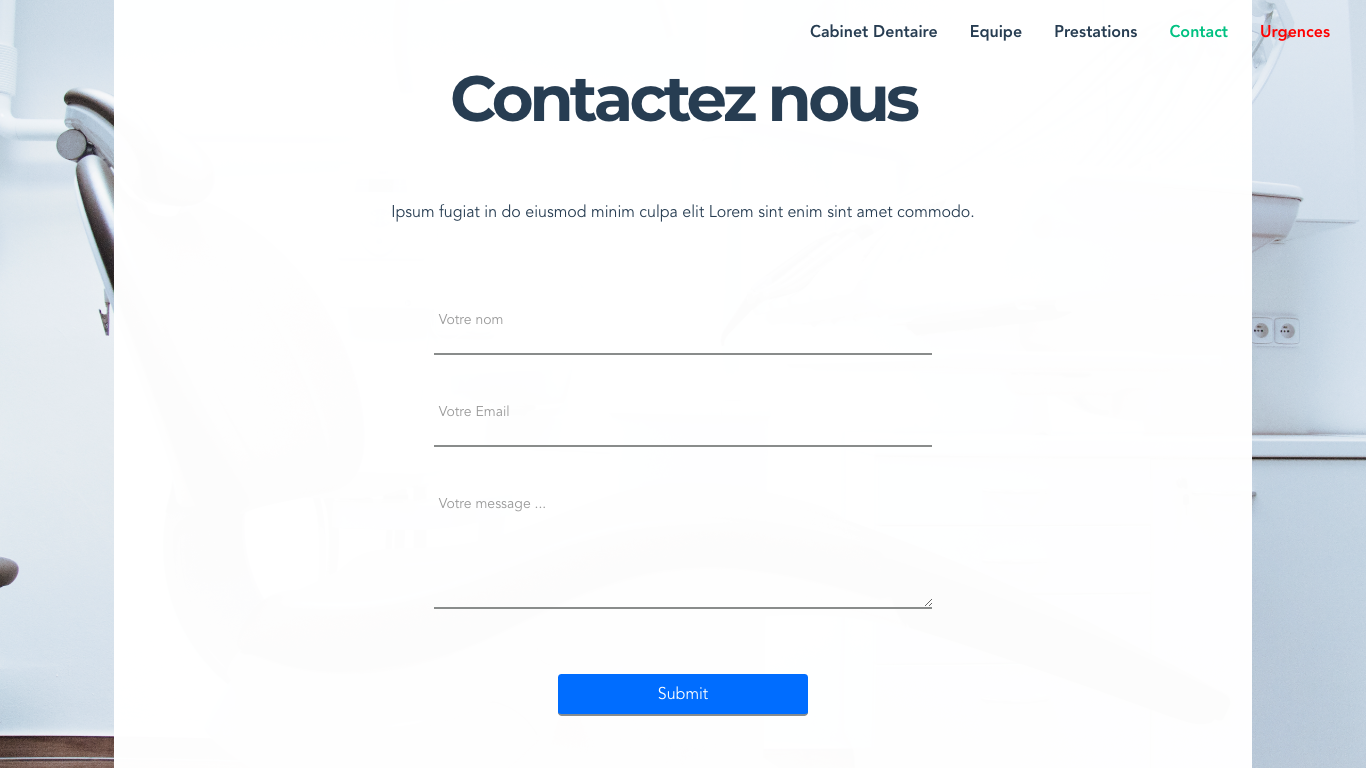 Cabinet Dentaire Equipe Prestations Contact Urgences
Contactez nous
Ipsum fugiat in do eiusmod minim culpa elit Lorem sint enim sint amet commodo.
Votre nom
Votre Email
Votre message ...
Submit